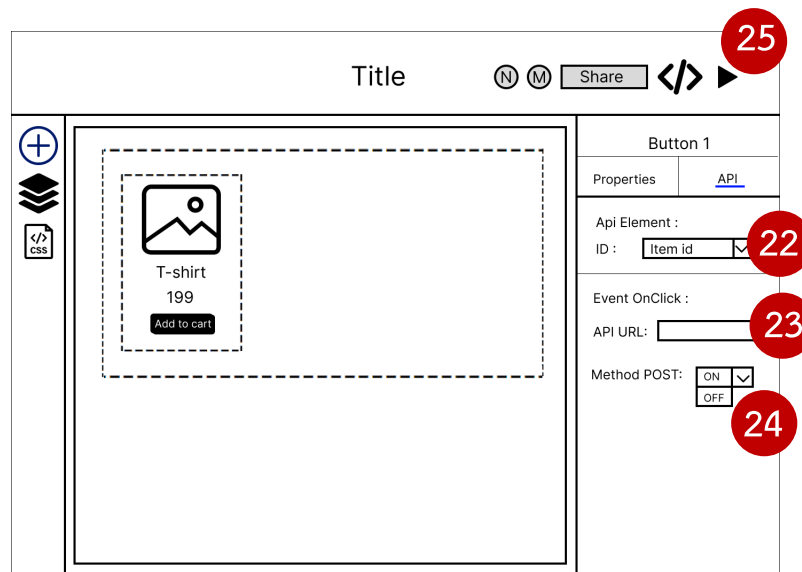 25
Title
N M Share </>
Button 1
Properties API
</>
CSS
Api Element :
ID : Item id
22
T-shirt
199
Add to cart
Event OnClick :
API URL:
23
Method POST: ON
OFF
24